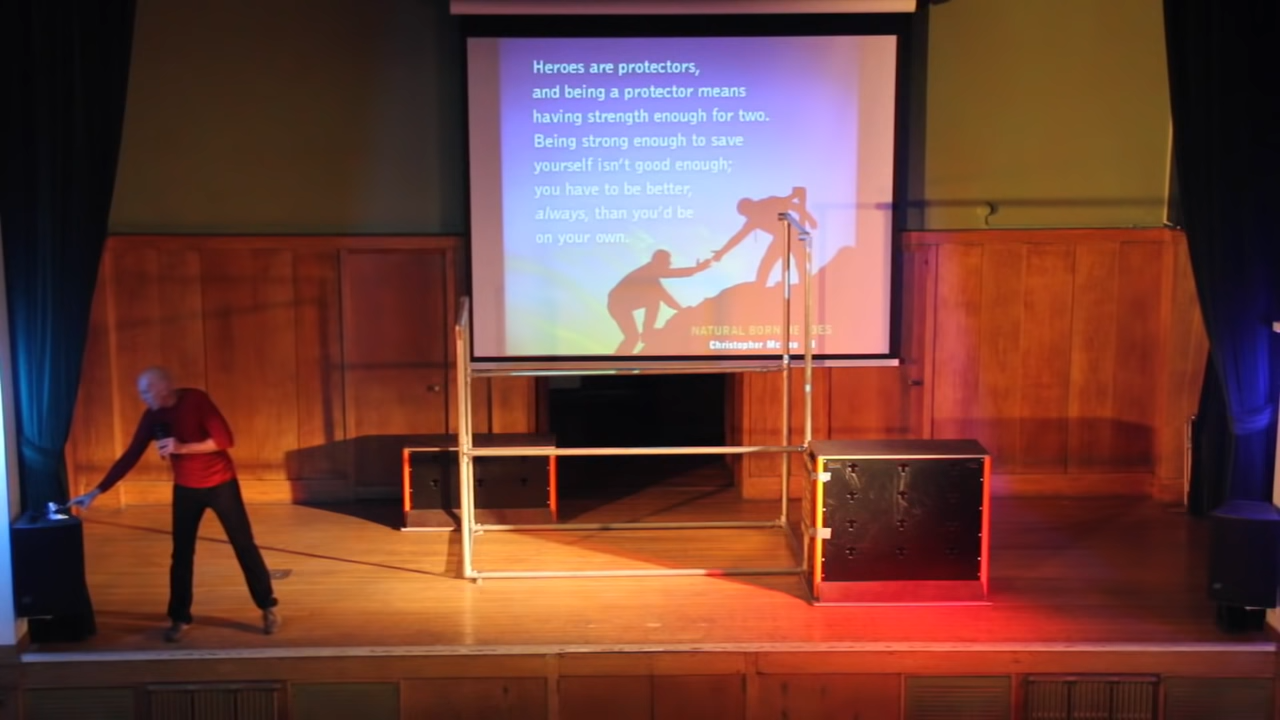 Heroes are protectors,
and being a protector means
having strength enough for two.
Being strong enough to save
yourself isn't good enough;
you have to be better,
always, than you'd be
on your own.
NATURAL BORN
Christopher